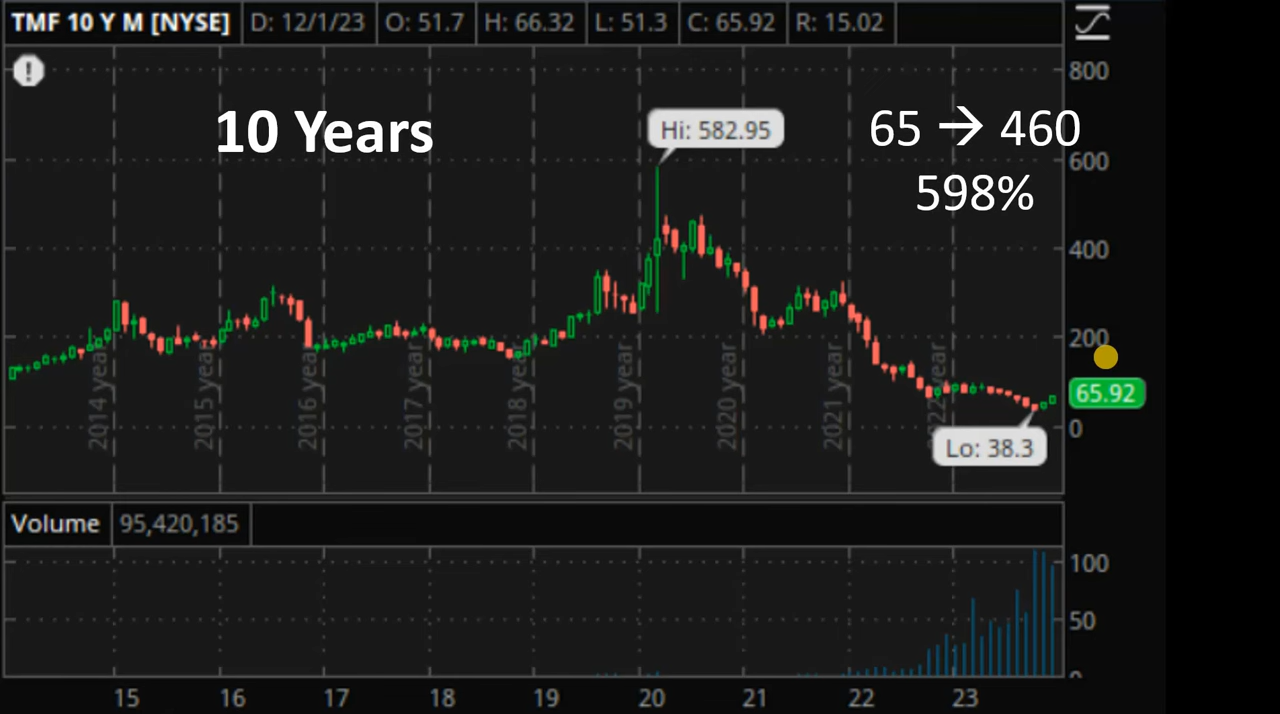 TMF 10 Y M [NYSE] D: 12/1/23 O: 51.7 H: 66.32 L: 51.3 C: 65.92 R: 15.02
!
800
10 Years
Hi: 582.95
65 → 460
600
598%
400
200
2014 year
2015 year
2016 year
2017 year
2018 year
2019 year
2020 year
2021 year
2022 year
65.92
0
Lo: 38.3
Volume 95,420,185
100
50
0
15 16 17 18 19 20 21 22 23